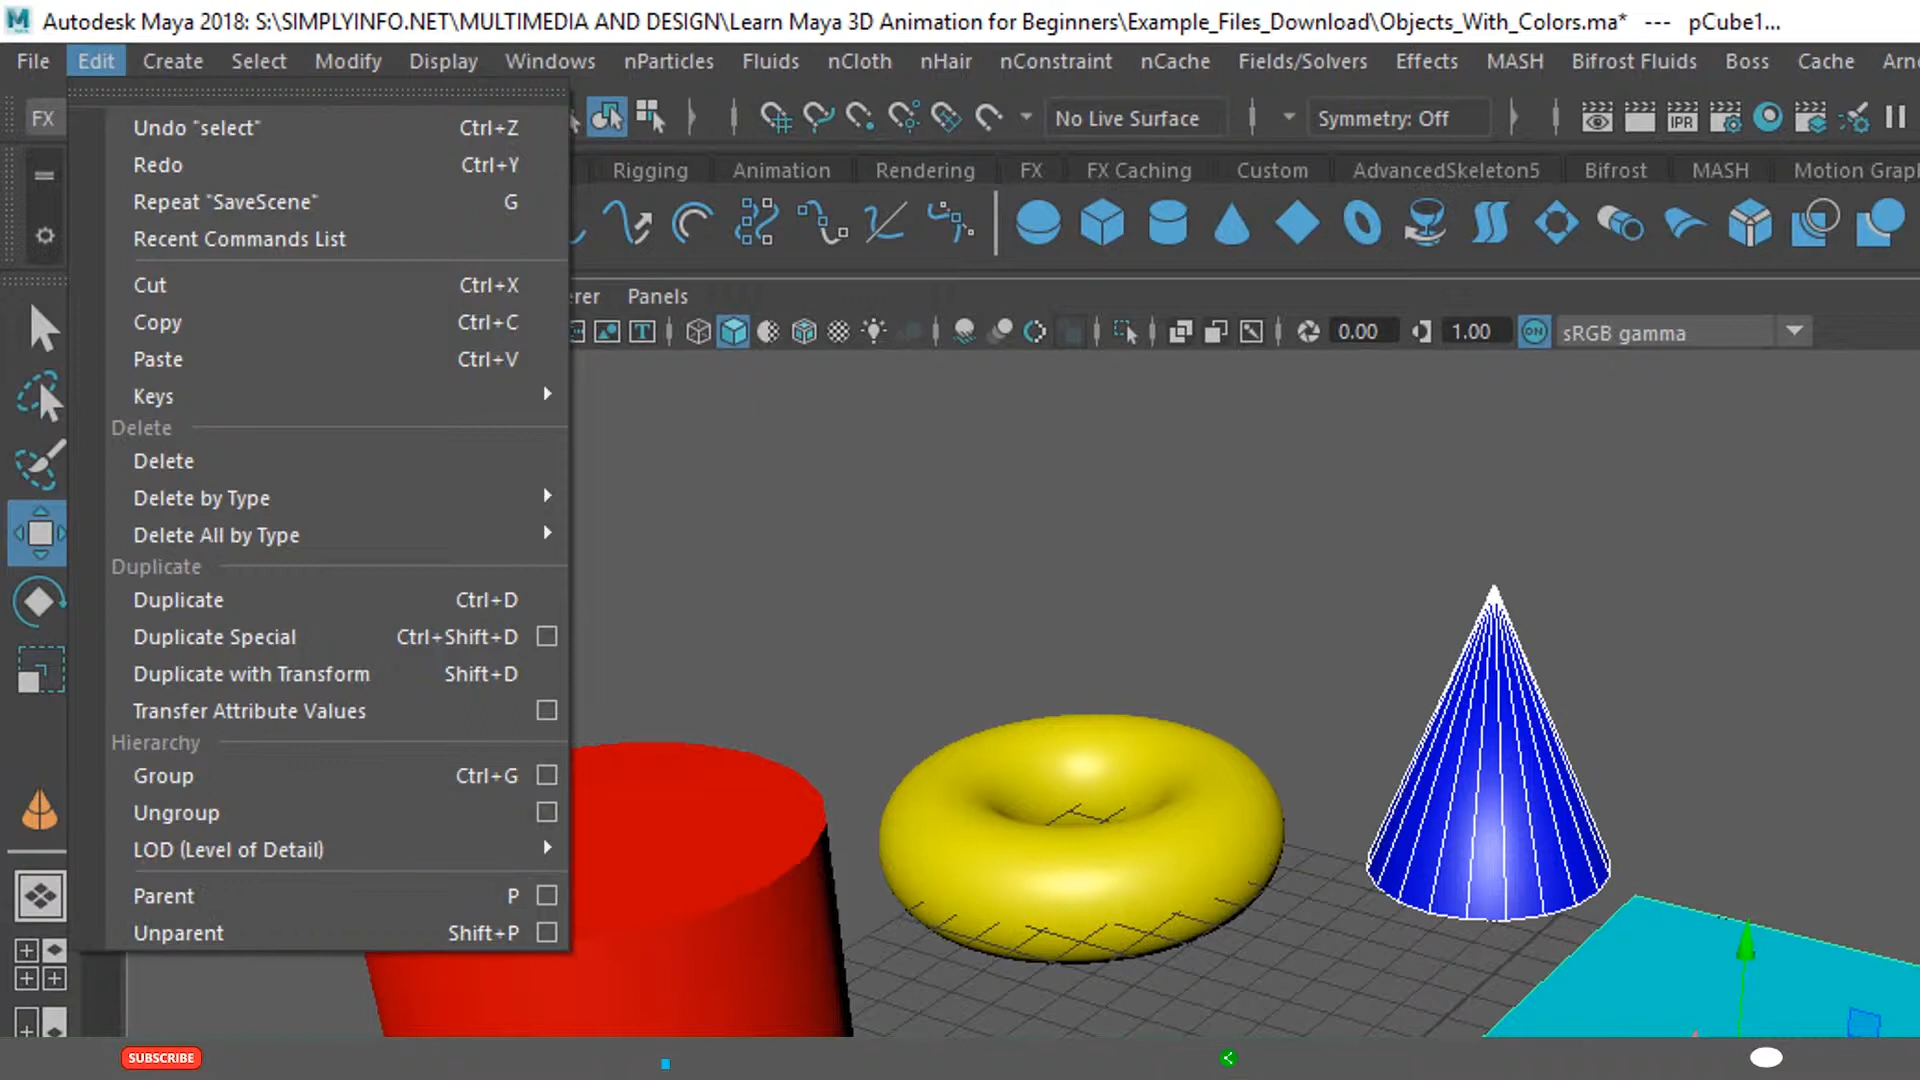 Autodesk Maya 2018: S:\SIMPLYINFO.NET\MULTIMEDIA AND DESIGN\Learn Maya 3D Animation for Beginners\Example_Files_Download\Objects_With_Colors.ma* --- pCube1...
File Edit Create Select Modify Display Windows nParticles Fluids nCloth nHair nConstraint nCache Fields/Solvers Effects MASH Bifrost Fluids Boss Cache Arn
FX No Live Surface Symmetry: Off IPR
Rigging Animation Rendering FX FX Caching Custom AdvancedSkeleton5 Bifrost MASH Motion Grap
erer Panels
T 0.00 1.00 ON sRGB gamma
Undo "select" Ctrl+Z
Redo Ctrl+Y
Repeat "SaveScene" G
Recent Commands List
Cut Ctrl+X
Copy Ctrl+C
Paste Ctrl+V
Keys
Delete
Delete
Delete by Type
Delete All by Type
Duplicate
Duplicate Ctrl+D
Duplicate Special Ctrl+Shift+D
Duplicate with Transform Shift+D
Transfer Attribute Values
Hierarchy
Group Ctrl+G
Ungroup
LOD (Level of Detail)
Parent P
Unparent Shift+P
SUBSCRIBE